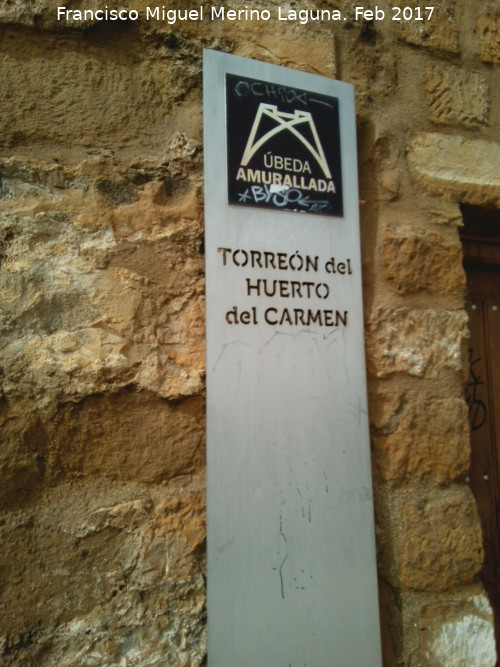 Francisco Miguel Merino Laguna. Feb 2017
ÚBEDA
AMURALLADA
TORREÓN del
HUERTO
del CARMEN